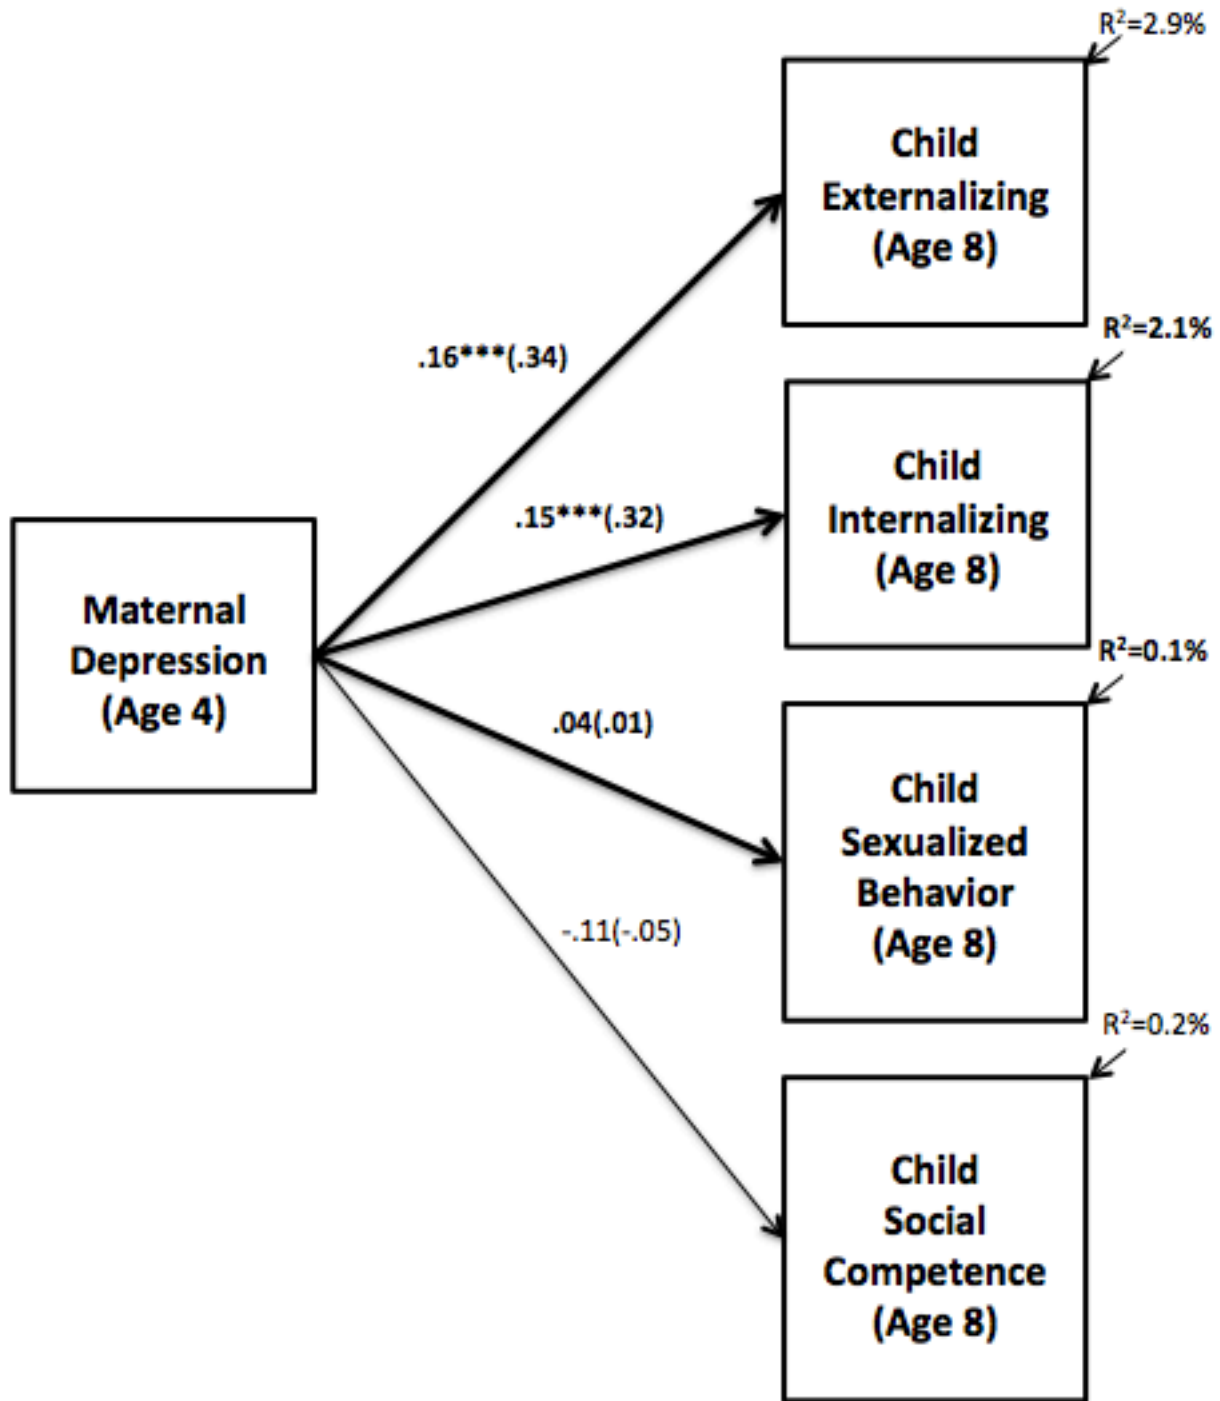 R²=2.9%
Child
Externalizing
(Age 8)
R²=2.1%
.16***(.34)
Child
Internalizing
(Age 8)
.15***(.32)
Maternal
Depression
(Age 4)
R²=0.1%
.04(.01)
Child
Sexualized
Behavior
(Age 8)
-.11(-.05)
R²=0.2%
Child
Social
Competence
(Age 8)